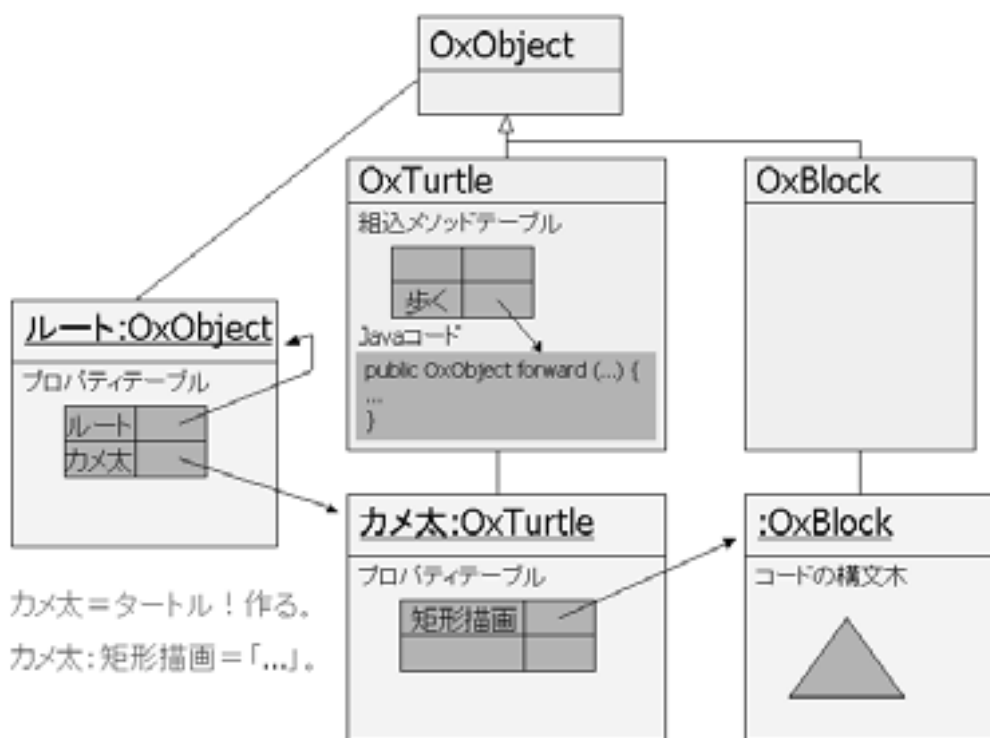 OxObject
OxTurtle
組込メソッドテーブル
歩く
Javaコード
public OxObject forward (...) {
...
}
OxBlock
ルート:OxObject
プロパティテーブル
ルート
カメ太
カメ太:OxTurtle
プロパティテーブル
矩形描画
:OxBlock
コードの構文木
カメ太＝タートル！作る。
カメ太：矩形描画＝「...」。